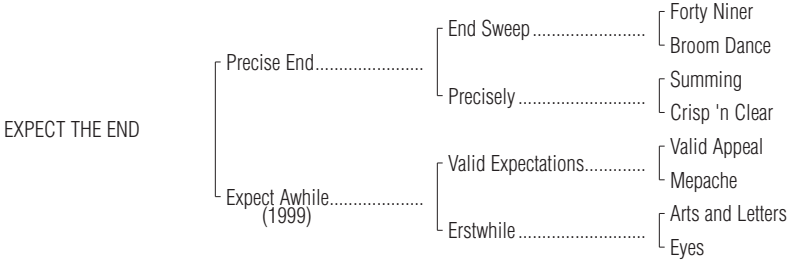 Forty Niner
End Sweep..............................
Broom Dance
Precise End............................
Summing
Precisely ..................................
Crisp 'n Clear
EXPECT THE END
Valid Appeal
Valid Expectations................
Mepache
Expect Awhile........................
(1999)
Arts and Letters
Erstwhile ..................................
Eyes